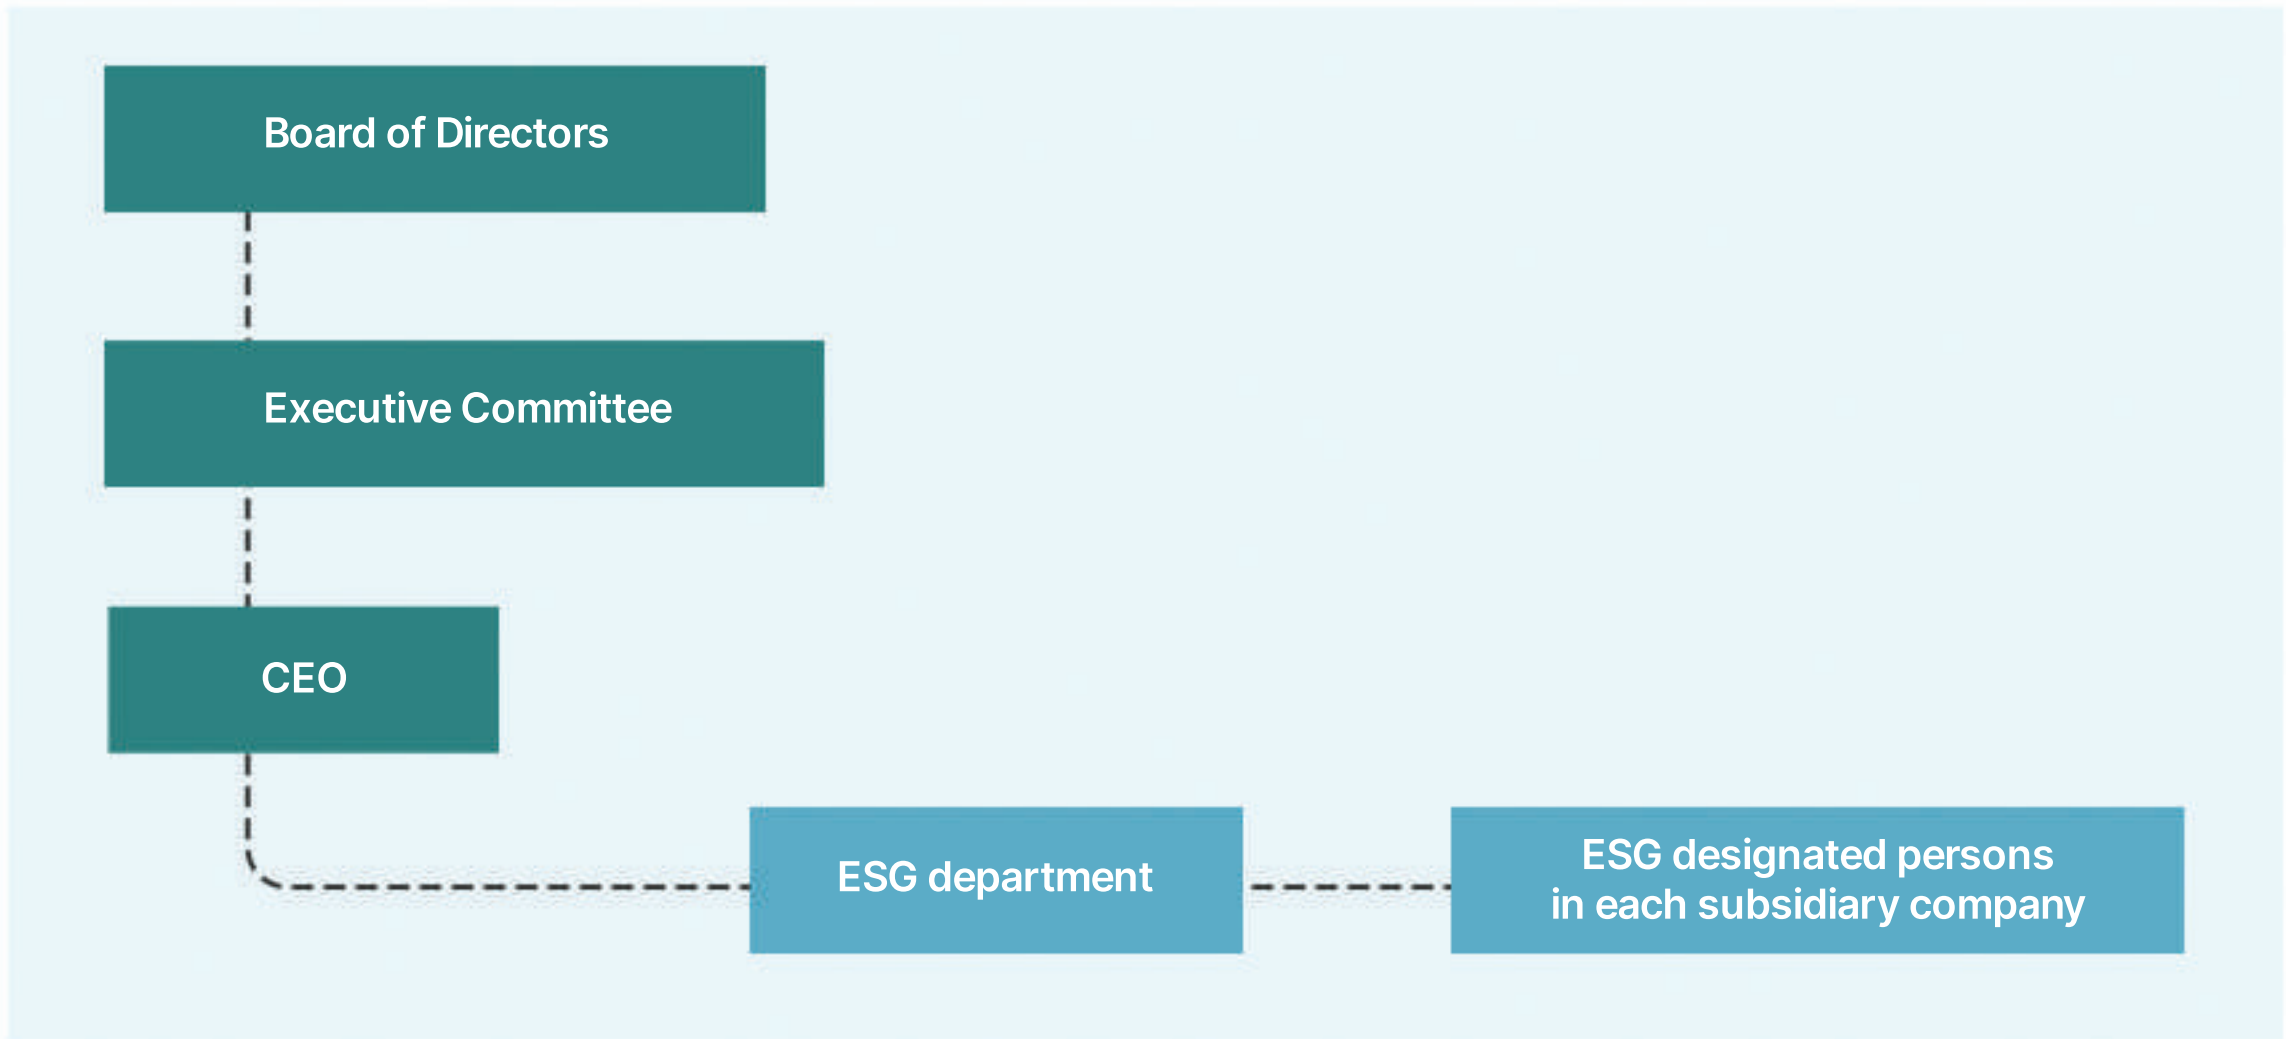 Board of Directors
Executive Committee
CEO
ESG department
ESG designated persons
in each subsidiary company